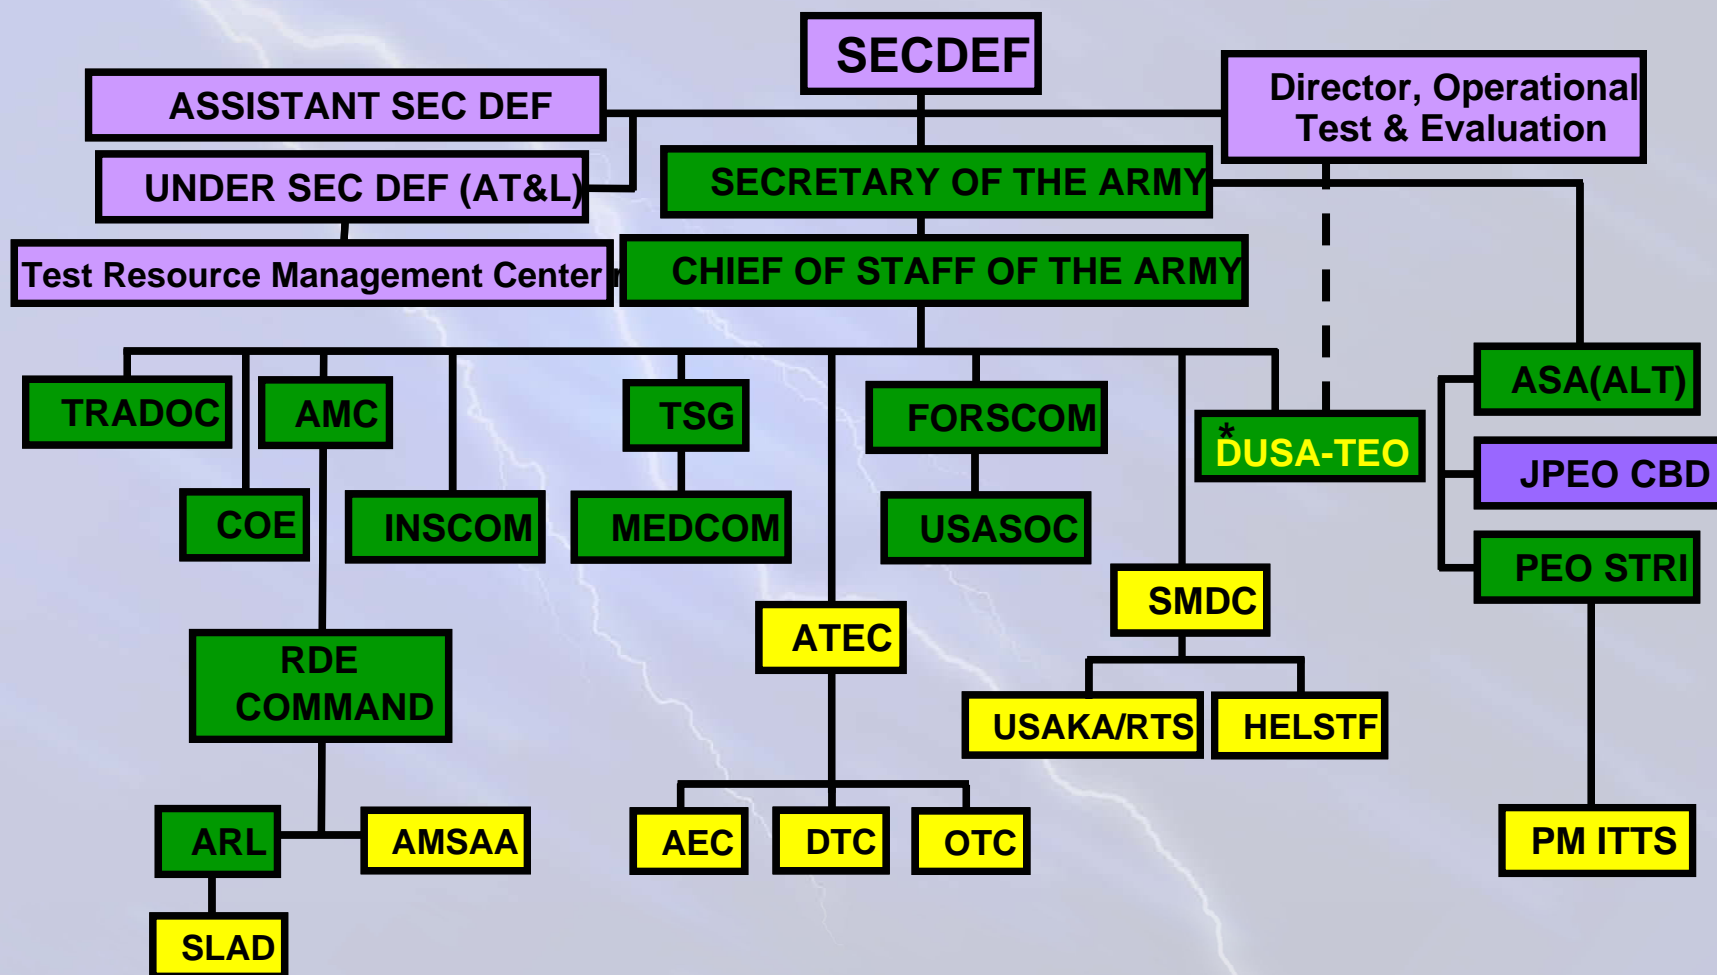 SECDEF
ASSISTANT SEC DEF
Director, Operational
Test & Evaluation
UNDER SEC DEF (AT&L)
SECRETARY OF THE ARMY
Test Resource Management Center
CHIEF OF STAFF OF THE ARMY
TRADOC
AMC
TSG
FORSCOM
*
DUSA-TEO
ASA(ALT)
COE
INSCOM
MEDCOM
USASOC
JPEO CBD
PEO STRI
SMDC
ATEC
RDE
COMMAND
USAKA/RTS
HELSTF
ARL
AMSAA
AEC
DTC
OTC
PM ITTS
SLAD